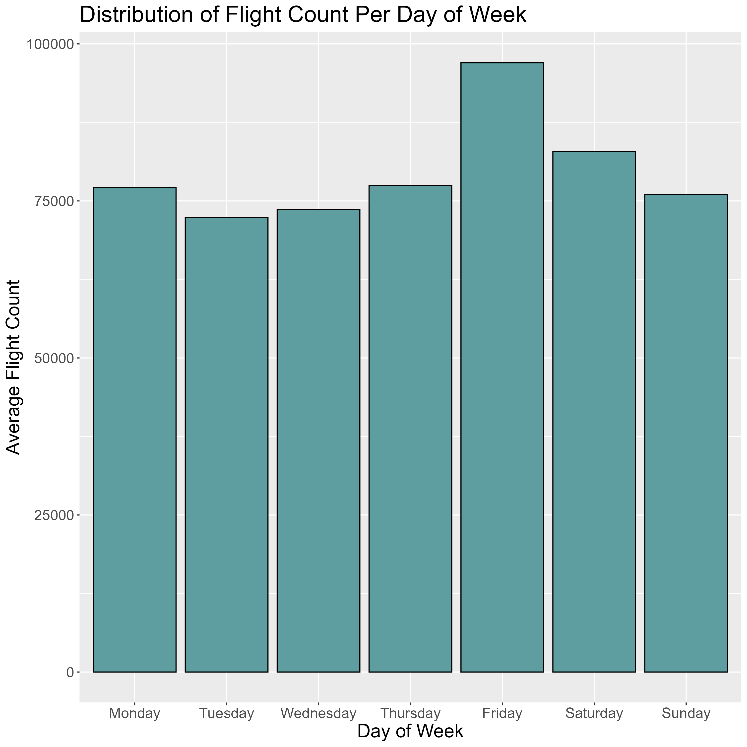 Distribution of Flight Count Per Day of Week
Average Flight Count
100000
75000
50000
25000
0
Monday Tuesday Wednesday Thursday Friday Saturday Sunday
Day of Week